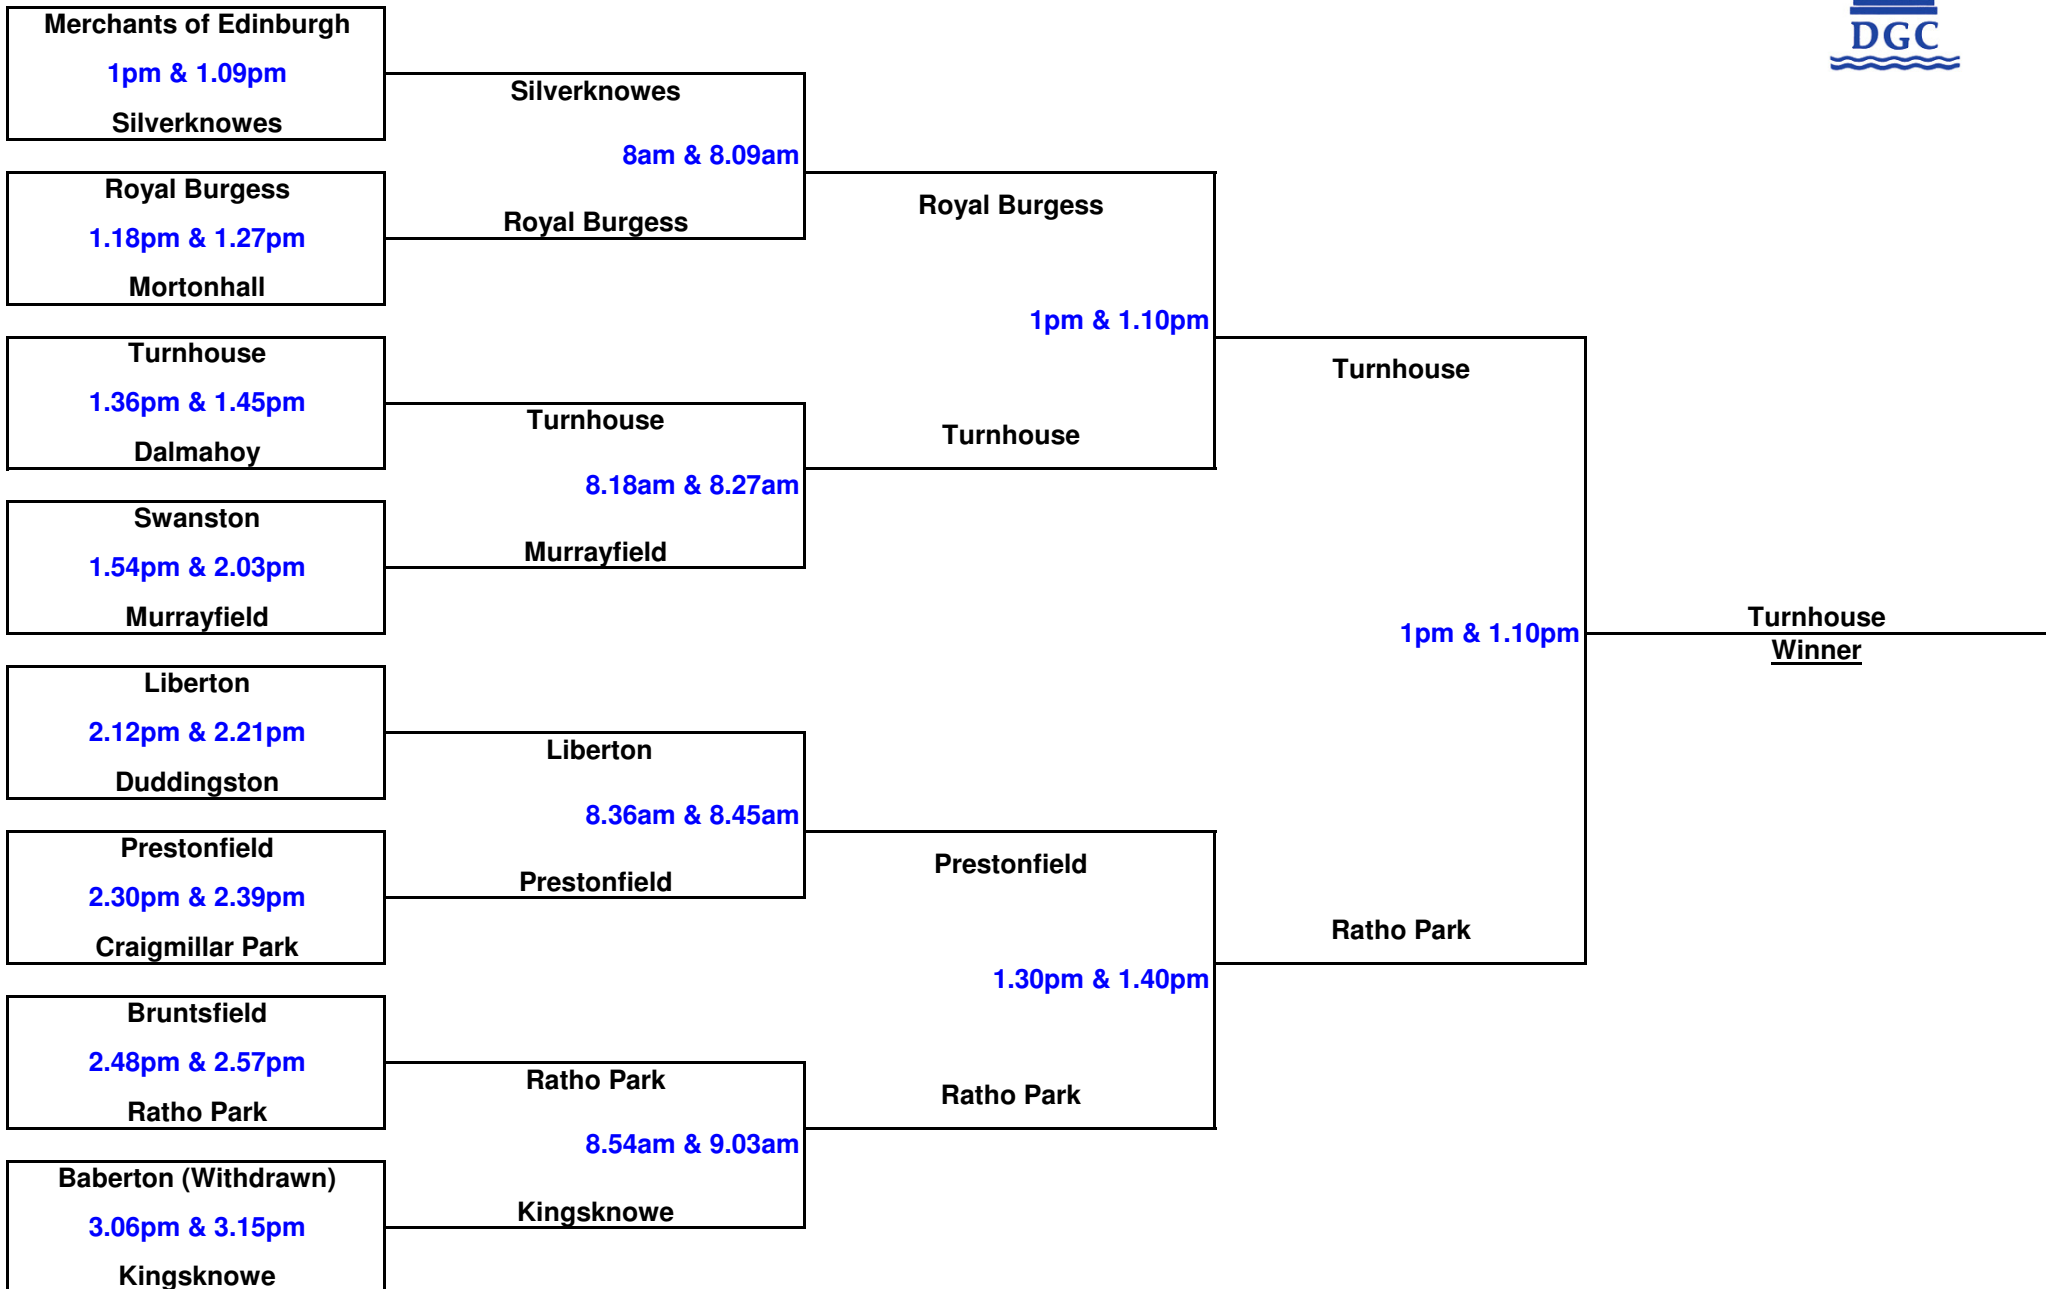 DGC
Merchants of Edinburgh
1pm & 1.09pm
Silverknowes
Royal Burgess
1.18pm & 1.27pm
Mortonhall
Turnhouse
1.36pm & 1.45pm
Dalmahoy
Swanston
1.54pm & 2.03pm
Murrayfield
Liberton
2.12pm & 2.21pm
Duddingston
Prestonfield
2.30pm & 2.39pm
Craigmillar Park
Bruntsfield
2.48pm & 2.57pm
Ratho Park
Baberton (Withdrawn)
3.06pm & 3.15pm
Kingsknowe
Silverknowes
8am & 8.09am
Royal Burgess
Turnhouse
8.18am & 8.27am
Murrayfield
Liberton
8.36am & 8.45am
Prestonfield
Ratho Park
8.54am & 9.03am
Kingsknowe
Royal Burgess
1pm & 1.10pm
Turnhouse
Prestonfield
1.30pm & 1.40pm
Ratho Park
Turnhouse
1pm & 1.10pm
Ratho Park
Turnhouse
Winner